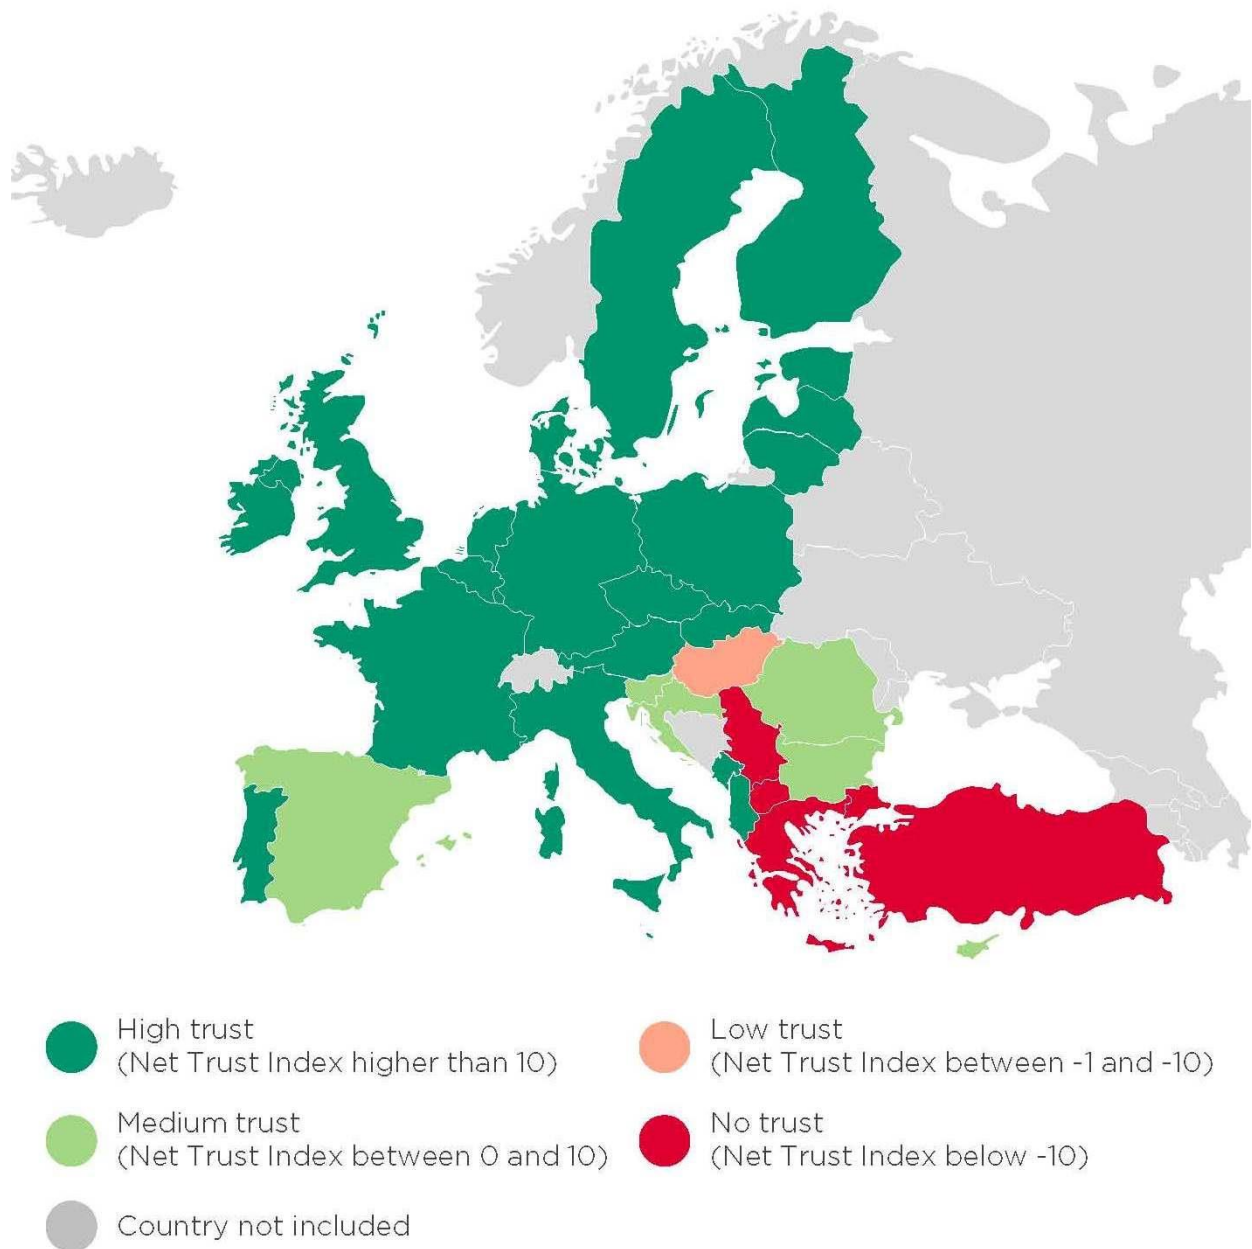 High trust
(Net Trust Index higher than 10)
Medium trust
(Net Trust Index between 0 and 10)
Country not included
Low trust
(Net Trust Index between -1 and -10)
No trust
(Net Trust Index below -10)